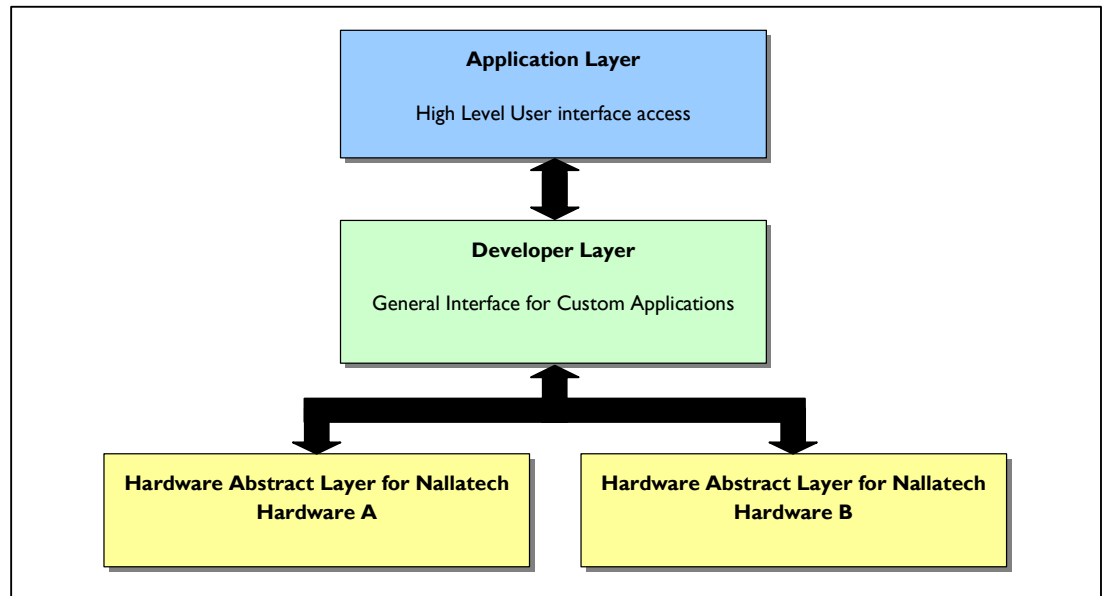 Application Layer
High Level User interface access
Developer Layer
General Interface for Custom Applications
Hardware Abstract Layer for Nallatech
Hardware A
Hardware Abstract Layer for Nallatech
Hardware B